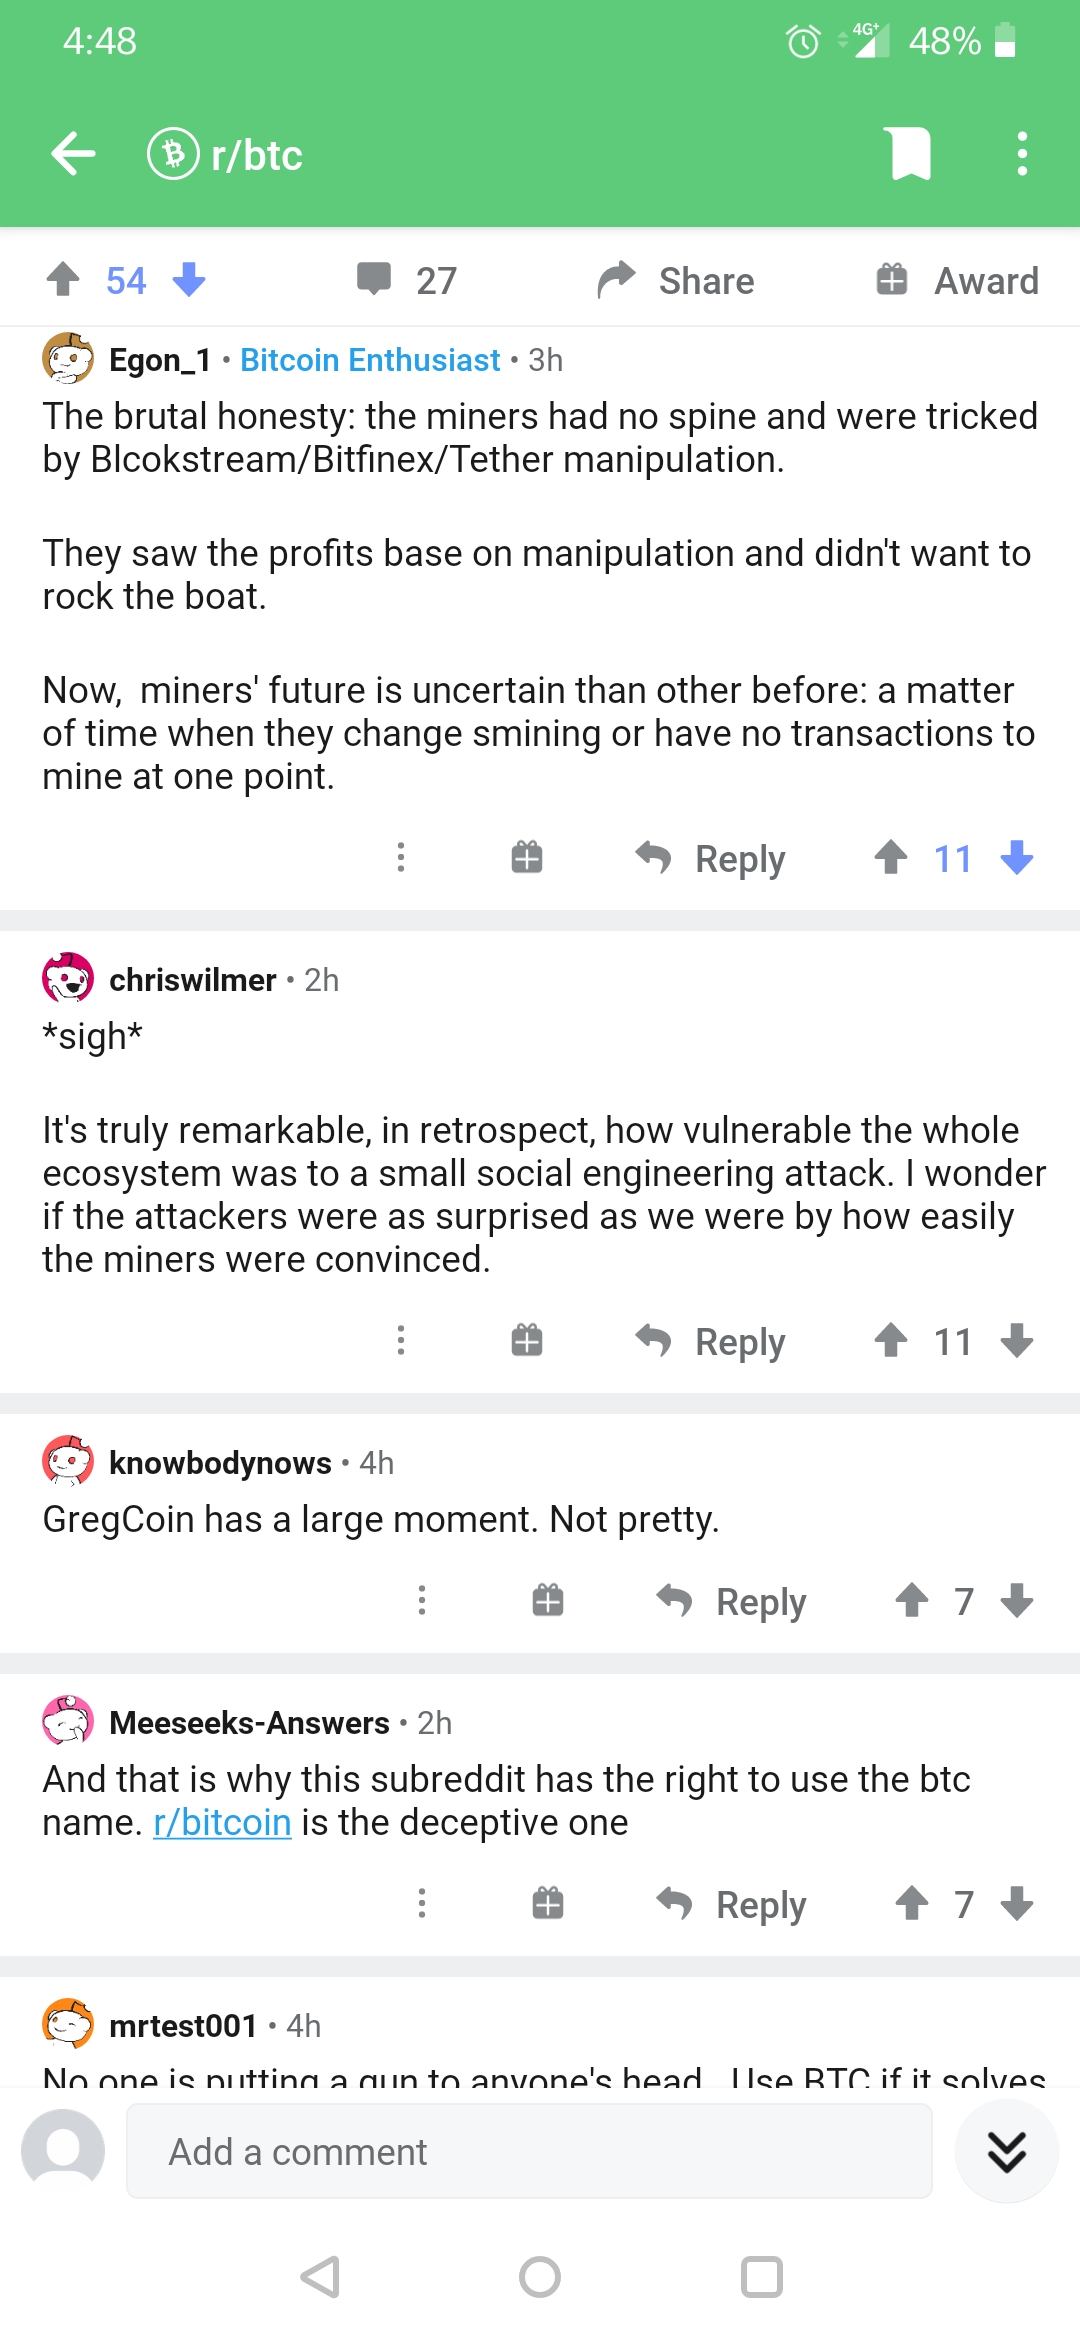 4:48
4G+ 48%
r/btc
54 27 Share Award
Egon_1 • Bitcoin Enthusiast • 3h
The brutal honesty: the miners had no spine and were tricked
by Blcokstream/Bitfinex/Tether manipulation.
They saw the profits base on manipulation and didn't want to
rock the boat.
Now,  miners' future is uncertain than other before: a matter
of time when they change smining or have no transactions to
mine at one point.
Reply 11
chriswilmer • 2h
*sigh*
It's truly remarkable, in retrospect, how vulnerable the whole
ecosystem was to a small social engineering attack. I wonder
if the attackers were as surprised as we were by how easily
the miners were convinced.
Reply 11
knowbodynows • 4h
GregCoin has a large moment. Not pretty.
Reply 7
Meeseeks-Answers • 2h
And that is why this subreddit has the right to use the btc
name. r/bitcoin is the deceptive one
Reply 7
mrtest001 • 4h
No one is putting a gun to anyone's head.  Use BTC if it solves
Add a comment